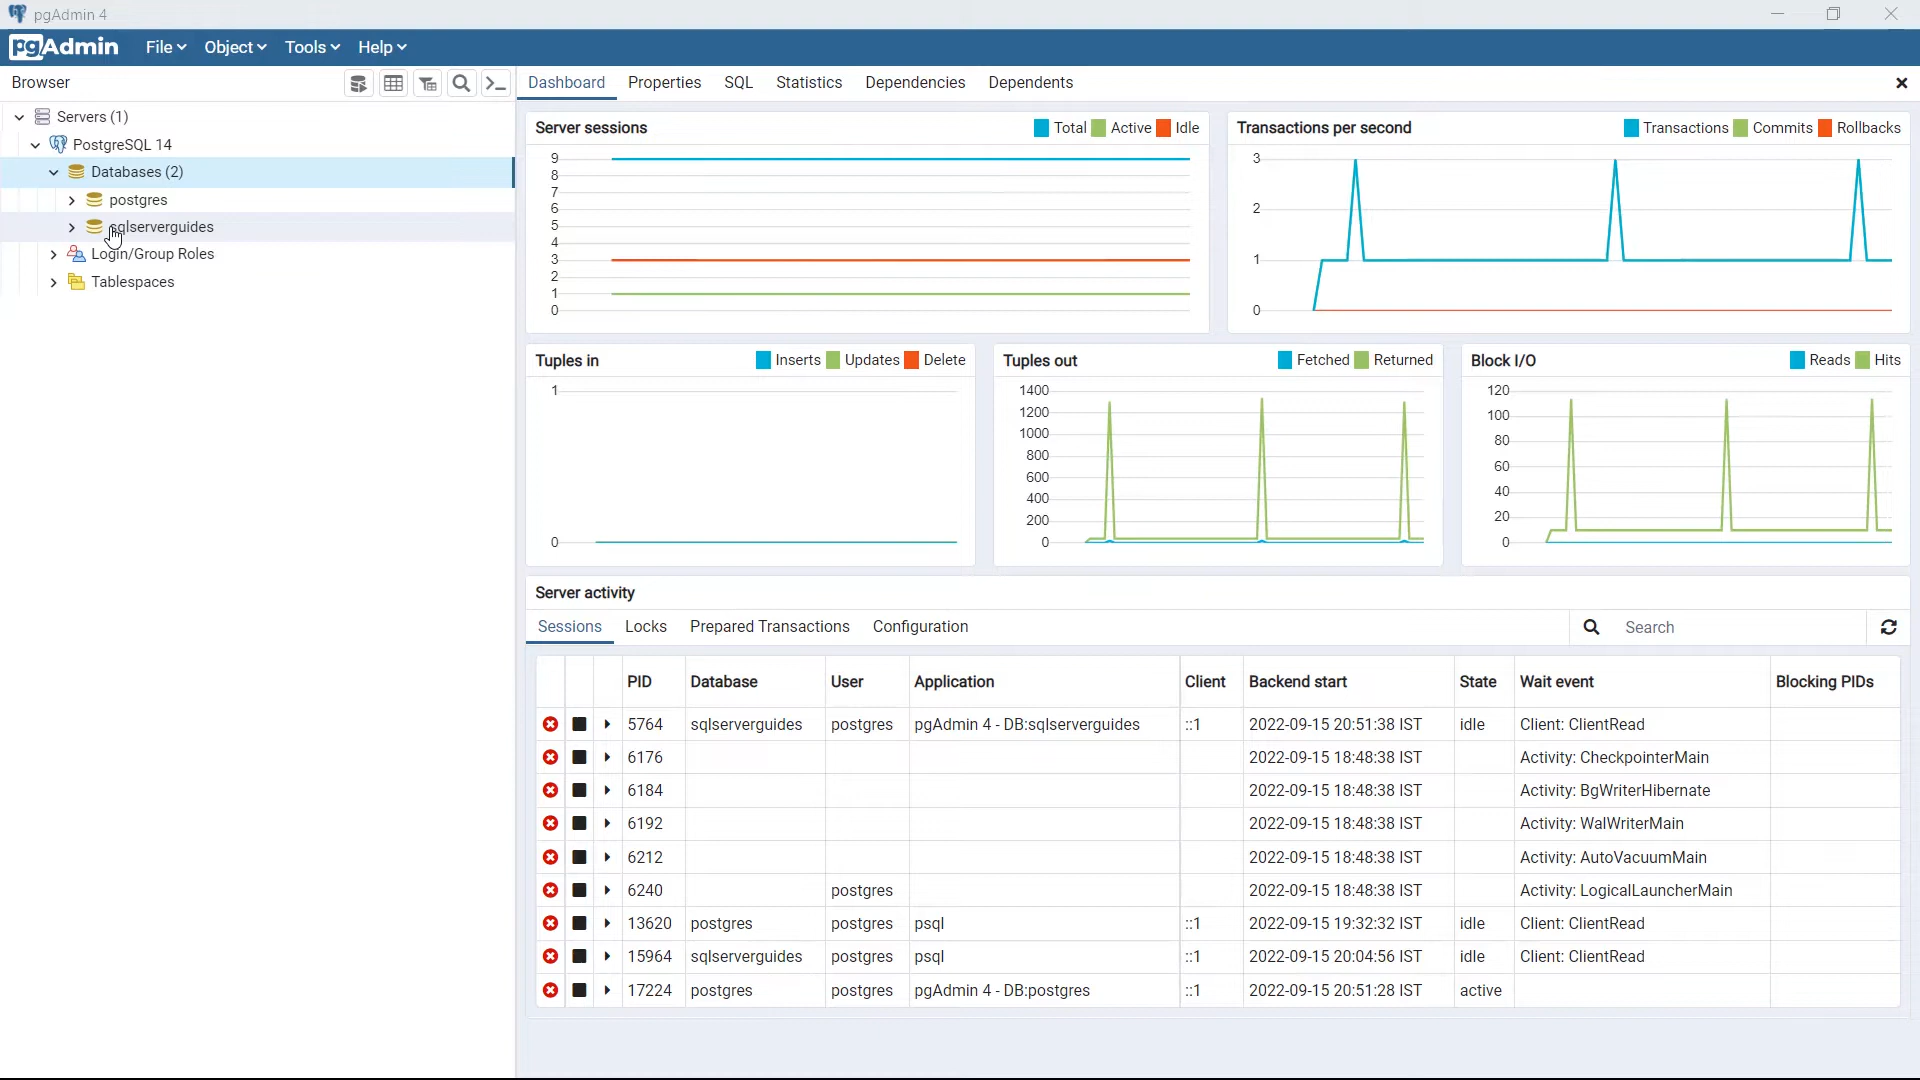 pgAdmin 4
pgAdmin File Object Tools Help
Browser
Dashboard Properties SQL Statistics Dependencies Dependents
Servers (1)
PostgreSQL 14
Databases (2)
postgres
sqlserverguides
Login/Group Roles
Tablespaces
Server sessions Total Active Idle
9
8
7
6
5
4
3
2
1
0
Transactions per second Transactions Commits Rollbacks
3
2
1
0
Tuples in Inserts Updates Delete
1
0
Tuples out Fetched Returned
1400
1200
1000
800
600
400
200
0
Block I/O Reads Hits
120
100
80
60
40
20
0
Server activity
Sessions Locks Prepared Transactions Configuration Search
PID Database User Application Client Backend start State Wait event Blocking PIDs
5764 sqlserverguides postgres pgAdmin 4 - DB:sqlserverguides ::1 2022-09-15 20:51:38 IST idle Client: ClientRead
6176 2022-09-15 18:48:38 IST Activity: CheckpointerMain
6184 2022-09-15 18:48:38 IST Activity: BgWriterHibernate
6192 2022-09-15 18:48:38 IST Activity: WalWriterMain
6212 2022-09-15 18:48:38 IST Activity: AutoVacuumMain
6240 postgres 2022-09-15 18:48:38 IST Activity: LogicalLauncherMain
13620 postgres postgres psql ::1 2022-09-15 19:32:32 IST idle Client: ClientRead
15964 sqlserverguides postgres psql ::1 2022-09-15 20:04:56 IST idle Client: ClientRead
17224 postgres postgres pgAdmin 4 - DB:postgres ::1 2022-09-15 20:51:28 IST active